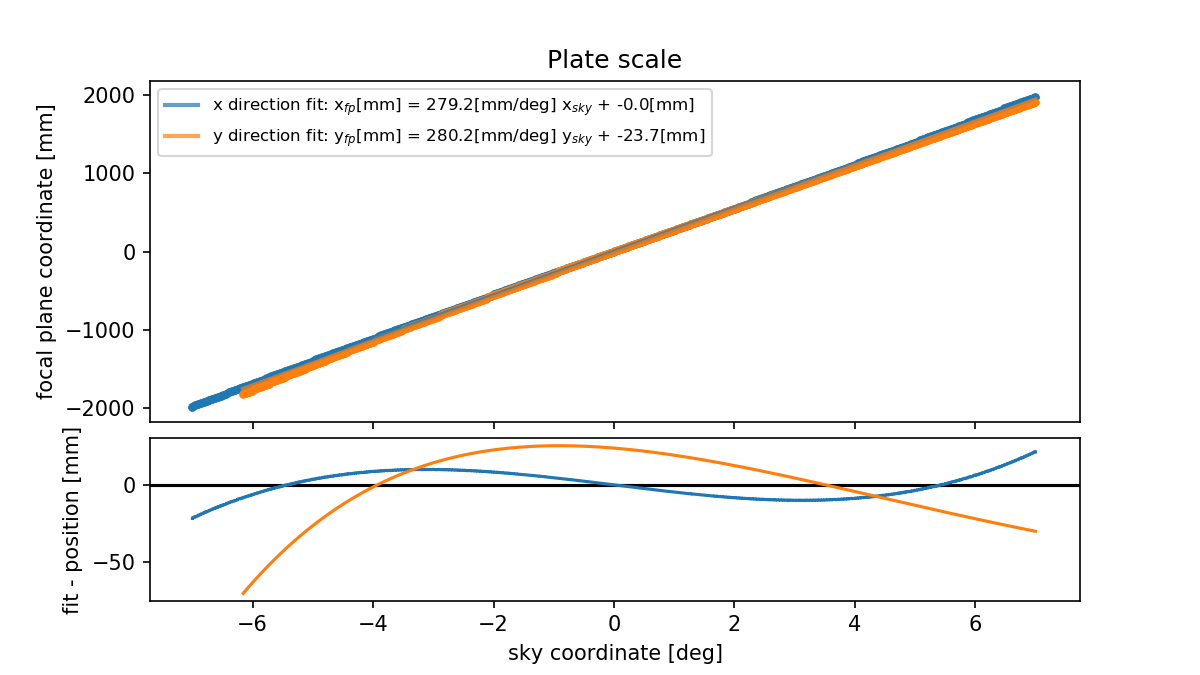 Plate scale
focal plane coordinate [mm]
2000
1000
0
−1000
−2000
x direction fit: x_fp[mm] = 279.2[mm/deg] x_sky + -0.0[mm]
y direction fit: y_fp[mm] = 280.2[mm/deg] y_sky + -23.7[mm]
fit - position [mm]
0
−50
−6 −4 −2 0 2 4 6
sky coordinate [deg]